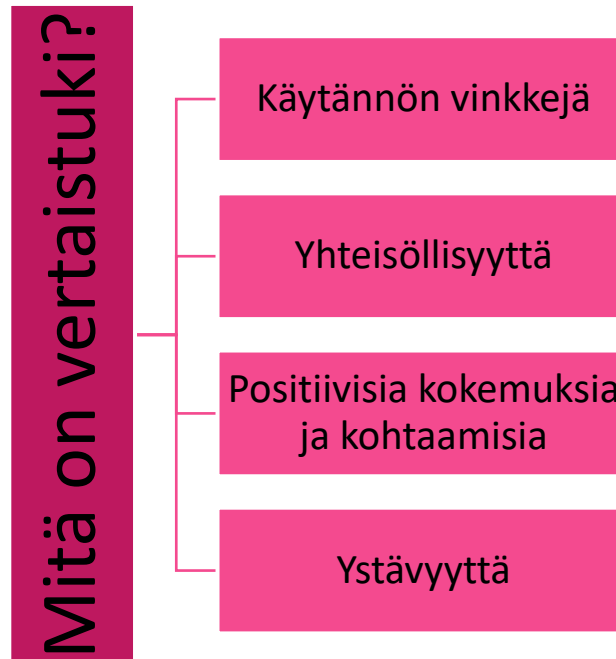 Mitä on vertaistuki?
Käytännön vinkkejä
Yhteisöllisyyttä
Positiivisia kokemuksia
ja kohtaamisia
Ystävyyttä